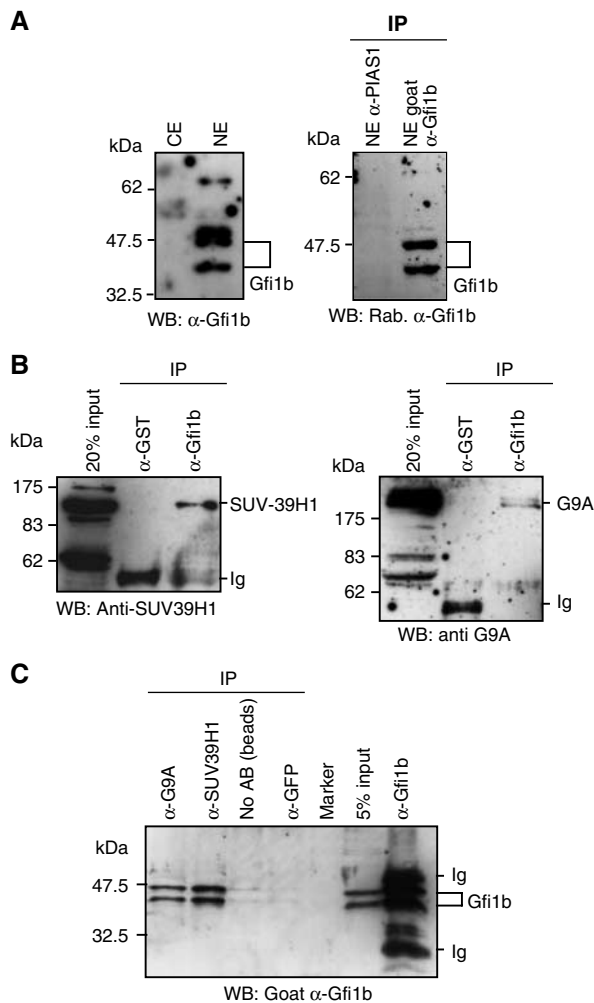 A
IP
CE
NE
NE α-PIAS1
NE goat
α-Gfi1b
kDa
62
47.5
32.5
Gfi1b
WB: α-Gfi1b
kDa
62
47.5
Gfi1b
WB: Rab. α-Gfi1b
B
IP
20% input
α-GST
α-Gfi1b
kDa
175
83
62
SUV-39H1
Ig
WB: Anti-SUV39H1
IP
20% input
α-GST
α-Gfi1b
kDa
175
83
62
G9A
Ig
WB: anti G9A
C
IP
α-G9A
α-SUV39H1
No AB (beads)
α-GFP
Marker
5% input
α-Gfi1b
kDa
47.5
32.5
Ig
Gfi1b
Ig
WB: Goat α-Gfi1b